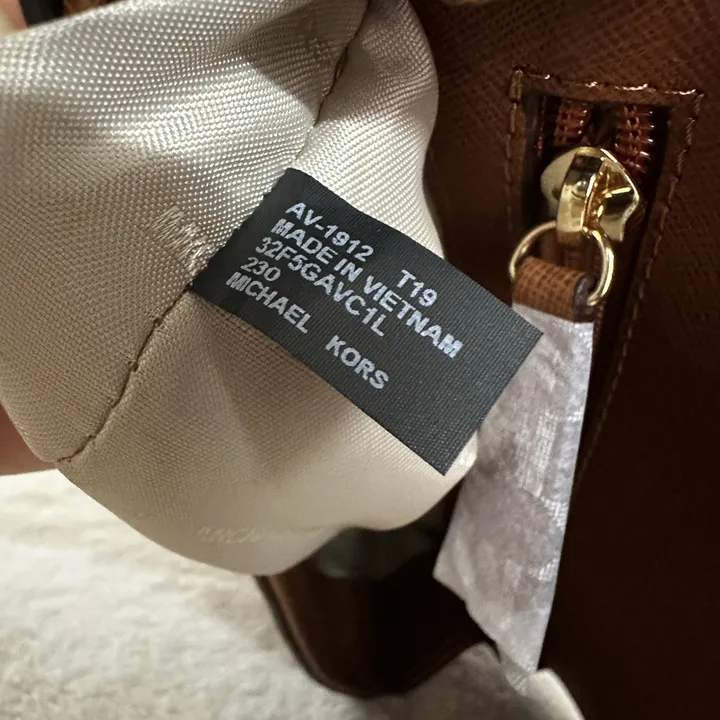 AV-1912 T19
MADE IN VIETNAM
32F5GAVC1L
230
MICHAEL KORS